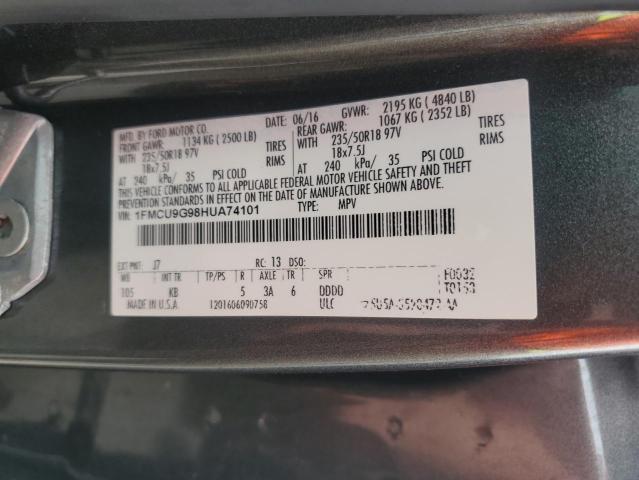 MFD. BY FORD MOTOR CO. 06/16 GVWR: 2195 KG ( 4840 LB)
FRONT GAWR: 1134 KG ( 2500 LB) REAR GAWR: 1067 KG ( 2352 LB)
WITH 235/50R18 97V TIRES WITH 235/50R18 97V TIRES
18x7.5J RIMS 18x7.5J RIMS
AT 240 kPa/ 35 PSI COLD AT 240 kPa/ 35 PSI COLD
THIS VEHICLE CONFORMS TO ALL APPLICABLE FEDERAL MOTOR VEHICLE SAFETY AND THEFT
PREVENTION STANDARDS IN EFFECT ON THE DATE OF MANUFACTURE SHOWN ABOVE.
VIN: 1FMCU9G98HUA74101 TYPE: MPV
EXT PNT: J7 RC: 13 DSO:
WB INT TR TP/PS R AXLE TR SPR
105 KB 5 3A 6 DDDD
MADE IN U.S.A. 1201606090758 ULC